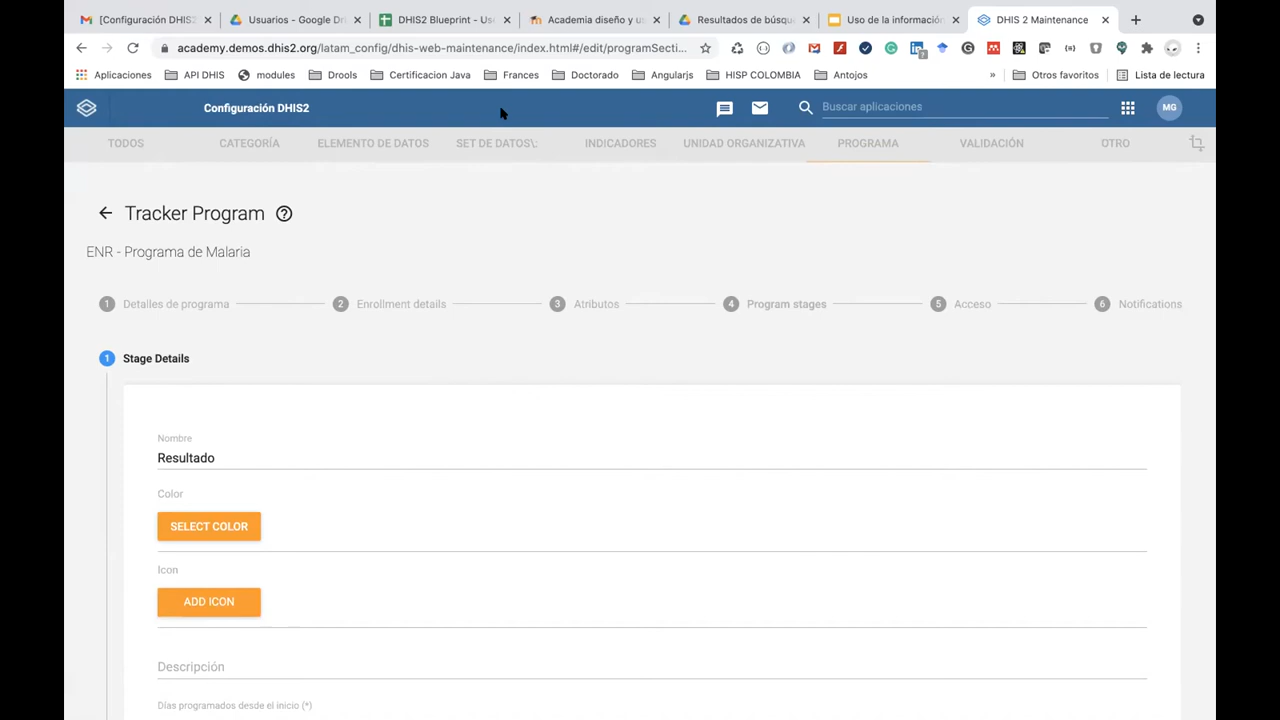 [Configuración DHIS2
Usuarios - Google Dri
DHIS2 Blueprint - Use
Academia diseño y us
Resultados de búsqu
Uso de la información
DHIS 2 Maintenance
academy.demos.dhis2.org/latam_config/dhis-web-maintenance/index.html#/edit/programSecti...
Aplicaciones
API DHIS
modules
Drools
Certificacion Java
Frances
Doctorado
Angularjs
HISP COLOMBIA
Antojos
»
Otros favoritos
Lista de lectura
Configuración DHIS2
Buscar aplicaciones
MG
TODOS
CATEGORÍA
ELEMENTO DE DATOS
SET DE DATOS\:
INDICADORES
UNIDAD ORGANIZATIVA
PROGRAMA
VALIDACIÓN
OTRO
Tracker Program
ENR - Programa de Malaria
1 Detalles de programa
2 Enrollment details
3 Atributos
4 Program stages
5 Acceso
6 Notifications
1 Stage Details
Nombre
Resultado
Color
SELECT COLOR
Icon
ADD ICON
Descripción
Días programados desde el inicio (*)